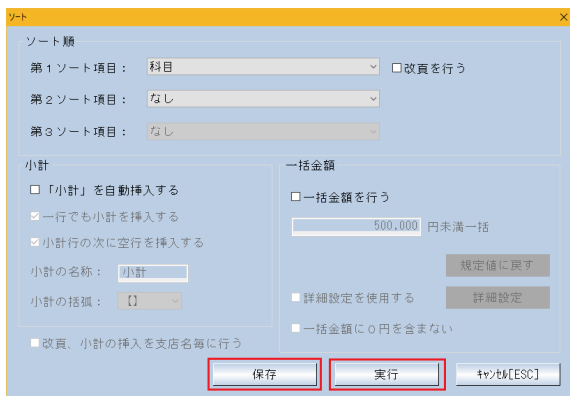 ソート
ソート順
第1ソート項目： 科目 改頁を行う
第2ソート項目： なし
第3ソート項目： なし
小計
「小計」を自動挿入する
一行でも小計を挿入する
小計行の次に空行を挿入する
小計の名称： 小計
小計の括弧： 【】
改頁、小計の挿入を支店名毎に行う
一括金額
一括金額を行う
500,000 円未満一括
規定値に戻す
詳細設定を使用する 詳細設定
一括金額に0円を含まない
保存 実行 ｷｬﾝｾﾙ[ESC]